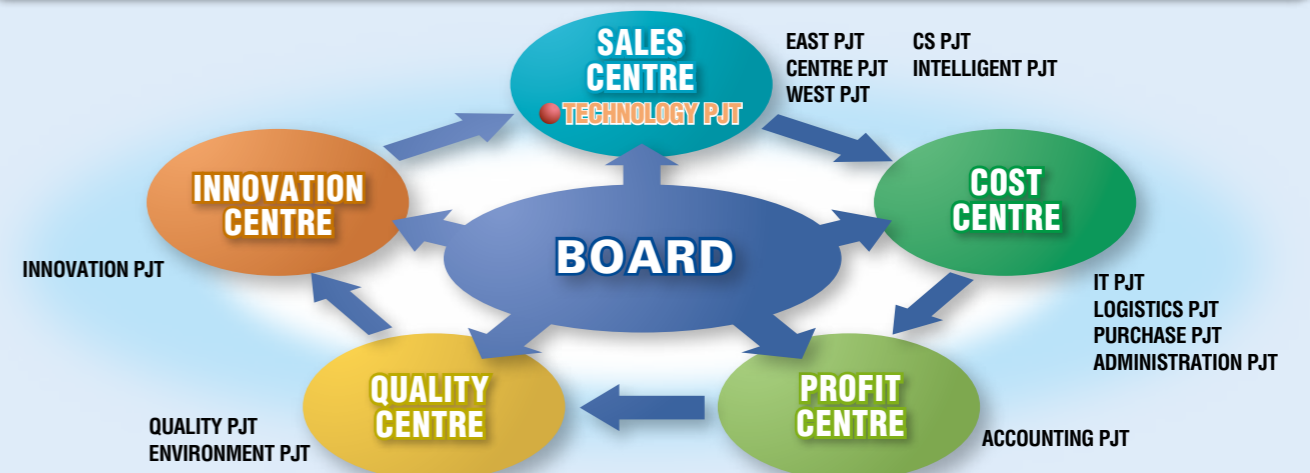 SALES
CENTRE
TECHNOLOGY PJT
EAST PJT
CENTRE PJT
WEST PJT
CS PJT
INTELLIGENT PJT
INNOVATION
CENTRE
INNOVATION PJT
BOARD
COST
CENTRE
IT PJT
LOGISTICS PJT
PURCHASE PJT
ADMINISTRATION PJT
QUALITY
CENTRE
QUALITY PJT
ENVIRONMENT PJT
PROFIT
CENTRE
ACCOUNTING PJT